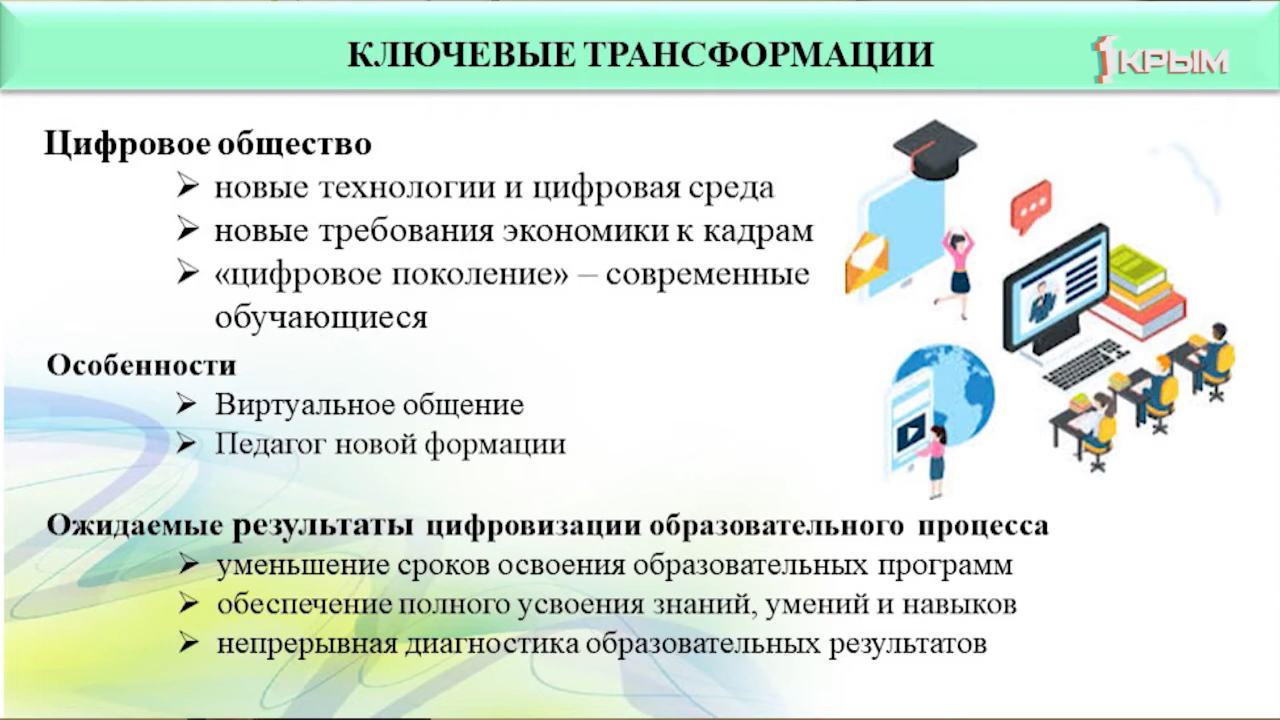 КЛЮЧЕВЫЕ ТРАНСФОРМАЦИИ
1КРЫМ
Цифровое общество
новые технологии и цифровая среда
новые требования экономики к кадрам
«цифровое поколение» – современные
обучающиеся
Особенности
Виртуальное общение
Педагог новой формации
Ожидаемые результаты цифровизации образовательного процесса
уменьшение сроков освоения образовательных программ
обеспечение полного усвоения знаний, умений и навыков
непрерывная диагностика образовательных результатов